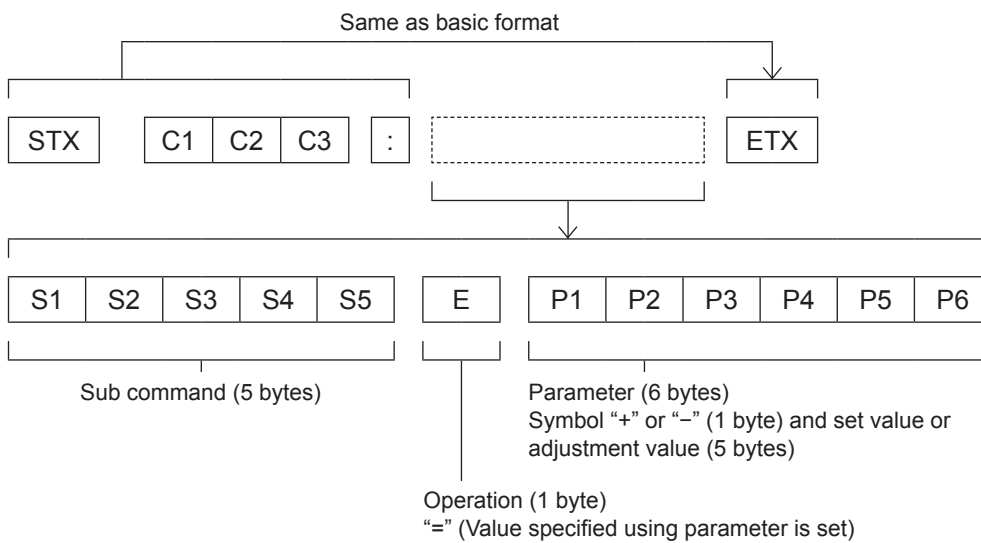 Same as basic format
STX C1 C2 C3 : ETX
S1 S2 S3 S4 S5 E P1 P2 P3 P4 P5 P6
Sub command (5 bytes)
Parameter (6 bytes)
Symbol “+” or “−” (1 byte) and set value or
adjustment value (5 bytes)
Operation (1 byte)
“=” (Value specified using parameter is set)